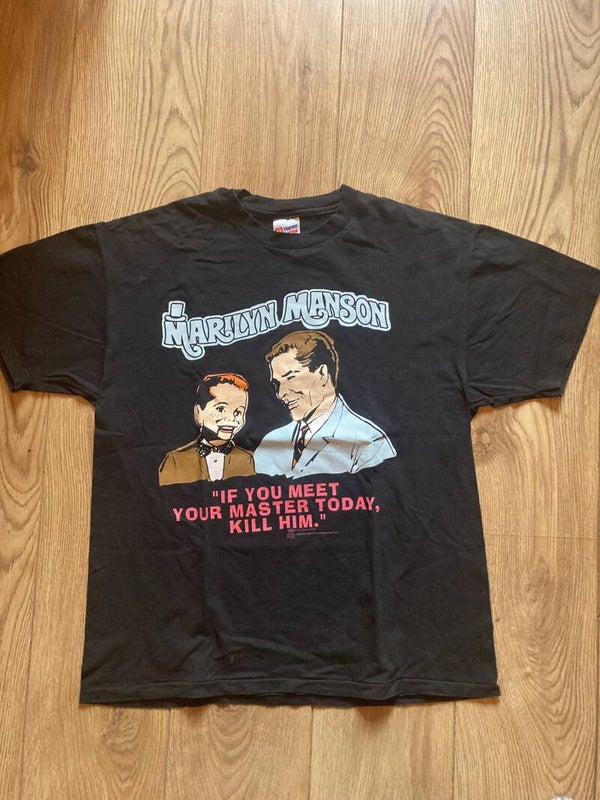 MARILYN MANSON
"IF YOU MEET
YOUR MASTER TODAY,
KILL HIM."